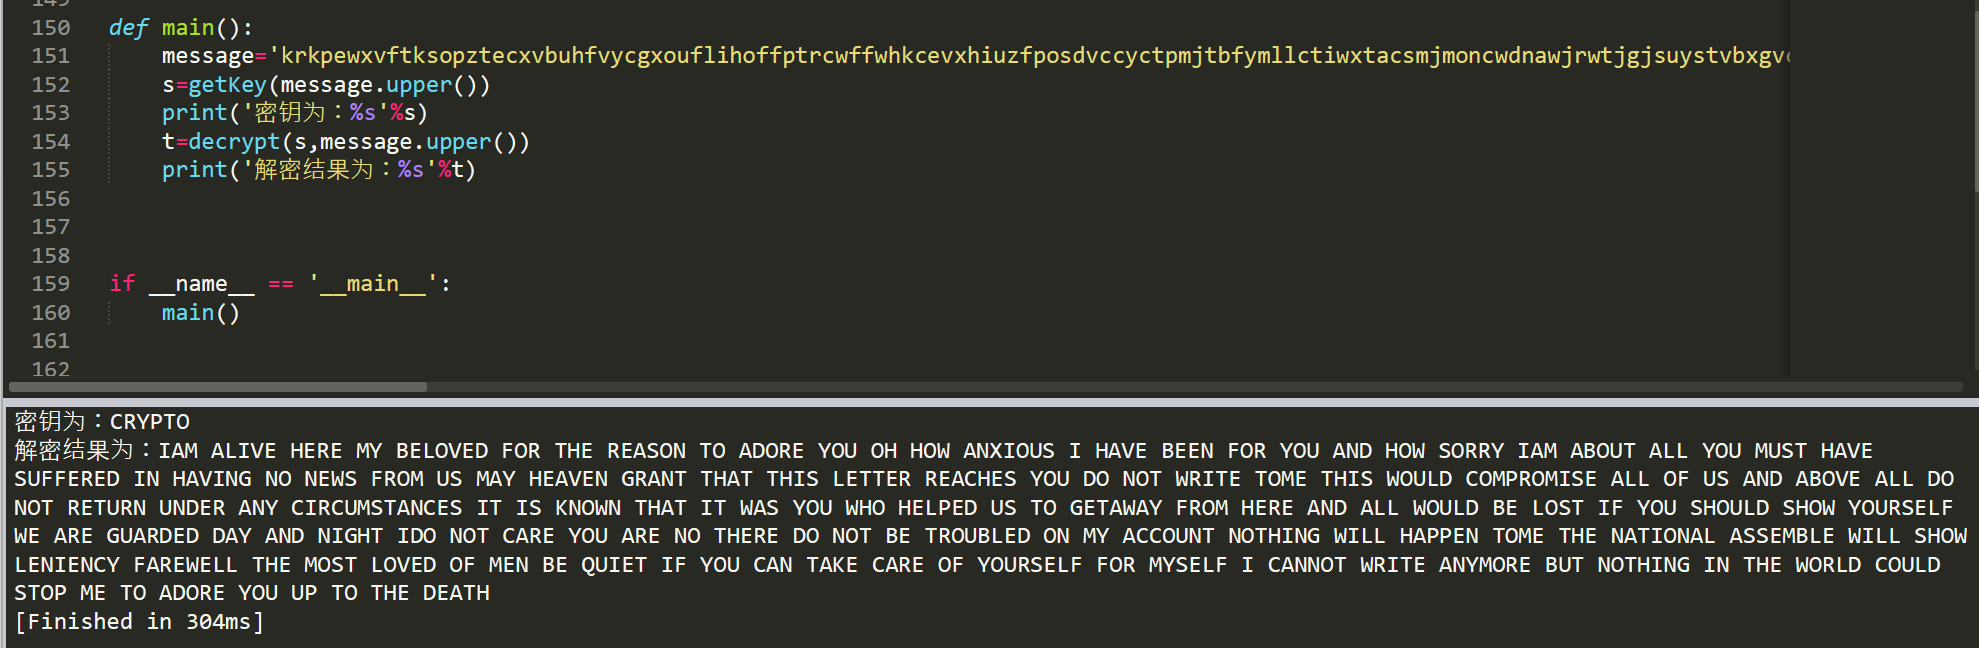 150 def main():
151 message='krkpewxvftksopztecxvbuhfvycgxouflihoffptrcwffwhkcevxhiuzfposdvccyctpmjtbfymllctiwxtacsmjmoncwdnawjrwtjgjsuystvbxgv
152 s=getKey(message.upper())
153 print('密钥为：%s'%s)
154 t=decrypt(s,message.upper())
155 print('解密结果为：%s'%t)
156
157
158
159 if __name__ == '__main__':
160 main()
161
162
密钥为：CRYPTO
解密结果为：IAM ALIVE HERE MY BELOVED FOR THE REASON TO ADORE YOU OH HOW ANXIOUS I HAVE BEEN FOR YOU AND HOW SORRY IAM ABOUT ALL YOU MUST HAVE
SUFFERED IN HAVING NO NEWS FROM US MAY HEAVEN GRANT THAT THIS LETTER REACHES YOU DO NOT WRITE TOME THIS WOULD COMPROMISE ALL OF US AND ABOVE ALL DO
NOT RETURN UNDER ANY CIRCUMSTANCES IT IS KNOWN THAT IT WAS YOU WHO HELPED US TO GETAWAY FROM HERE AND ALL WOULD BE LOST IF YOU SHOULD SHOW YOURSELF
WE ARE GUARDED DAY AND NIGHT IDO NOT CARE YOU ARE NO THERE DO NOT BE TROUBLED ON MY ACCOUNT NOTHING WILL HAPPEN TOME THE NATIONAL ASSEMBLE WILL SHOW
LENIENCY FAREWELL THE MOST LOVED OF MEN BE QUIET IF YOU CAN TAKE CARE OF YOURSELF FOR MYSELF I CANNOT WRITE ANYMORE BUT NOTHING IN THE WORLD COULD
STOP ME TO ADORE YOU UP TO THE DEATH
[Finished in 304ms]